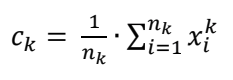 c_k = \frac{1}{n_k} \cdot \sum_{i=1}^{n_k} x_i^k